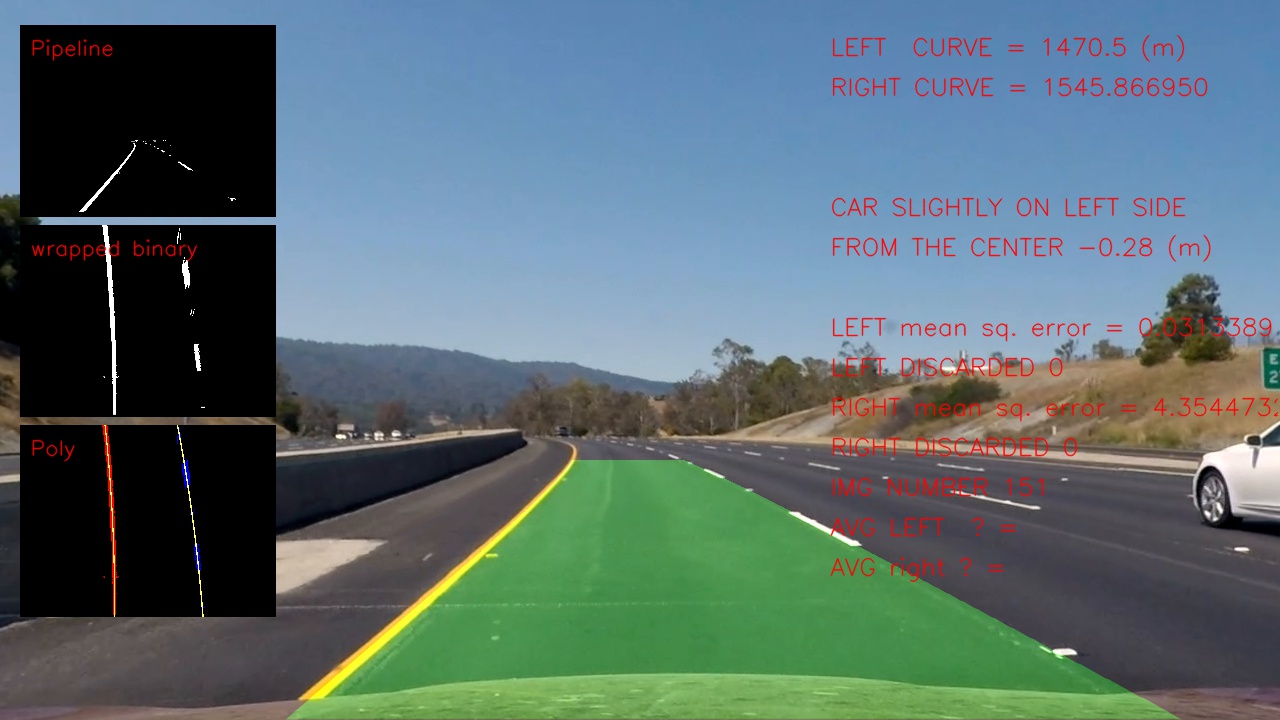 Pipeline
wrapped binary
Poly
LEFT CURVE = 1470.5 (m)
RIGHT CURVE = 1545.866950
CAR SLIGHTLY ON LEFT SIDE
FROM THE CENTER -0.28 (m)
LEFT mean sq. error = 0.0313389
LEFT DISCARDED 0
RIGHT mean sq. error = 4.354473
RIGHT DISCARDED 0
IMG NUMBER 151
AVG LEFT ? =
AVG right ? =
E
2